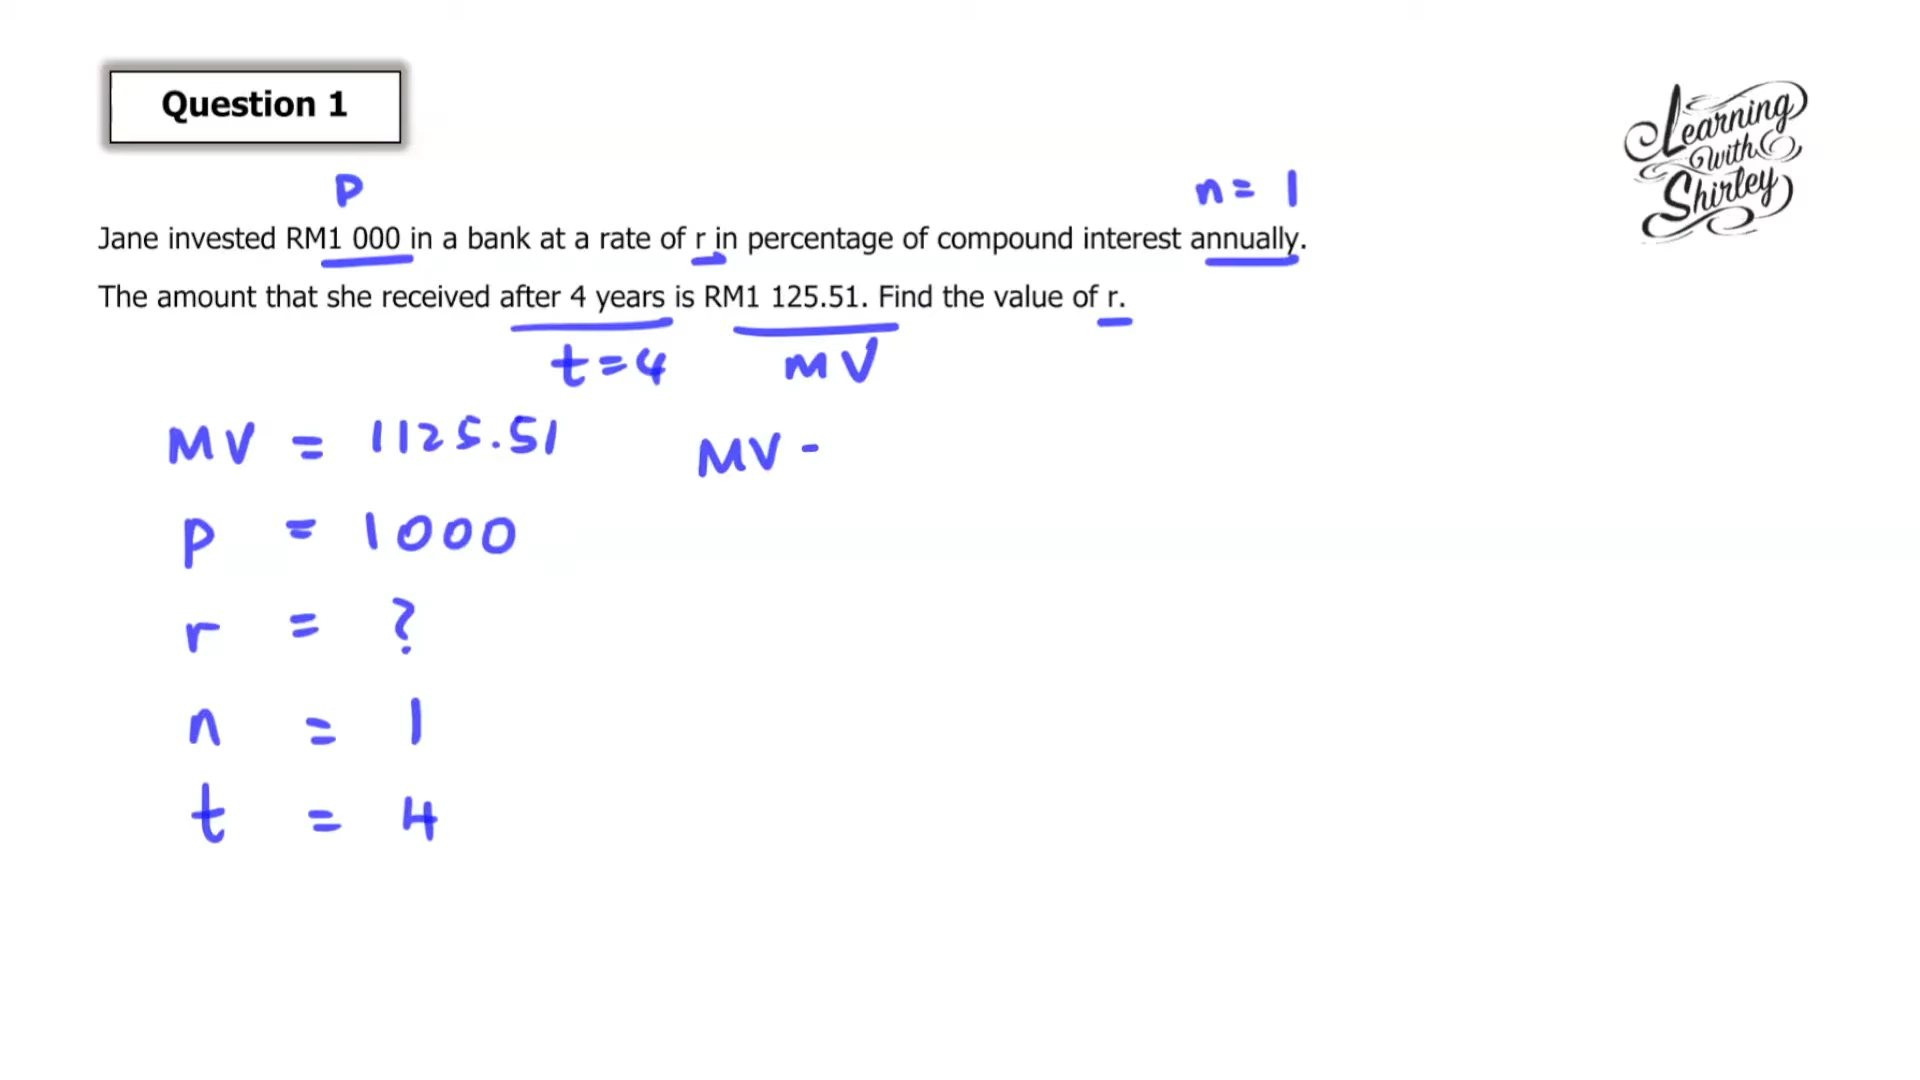 Question 1
Learning
with
Shirley
P
n = 1
Jane invested RM1 000 in a bank at a rate of r in percentage of compound interest annually.
The amount that she received after 4 years is RM1 125.51. Find the value of r.
t = 4
MV
MV = 1125.51
MV -
P = 1000
r = ?
n = 1
t = 4